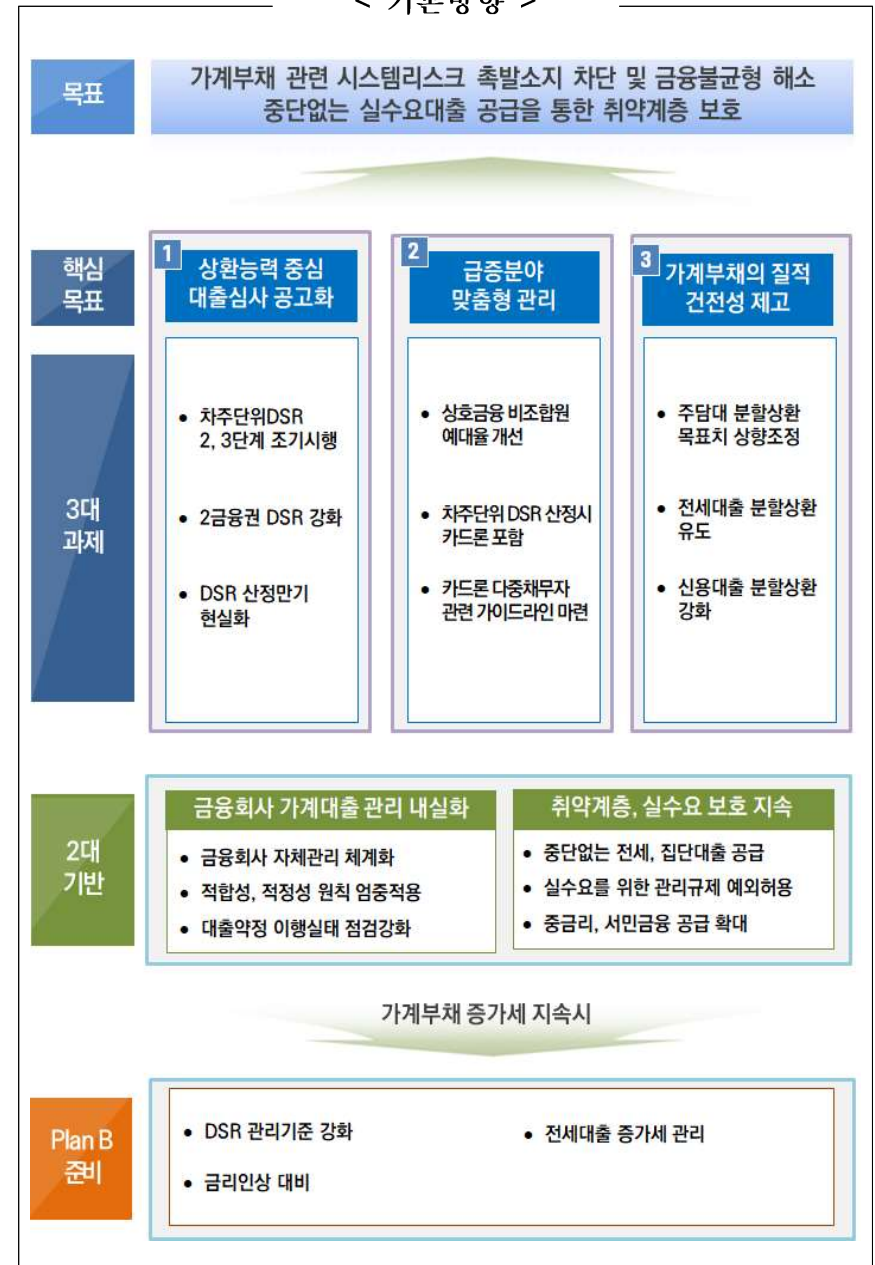 < 기본방향 >
목표
가계부채 관련 시스템리스크 촉발소지 차단 및 금융불균형 해소
중단없는 실수요대출 공급을 통한 취약계층 보호
핵심
목표
1
상환능력 중심
대출심사 공고화
2
급증분야
맞춤형 관리
3
가계부채의 질적
건전성 제고
3대
과제
• 차주단위DSR
2, 3단계 조기시행
• 2금융권 DSR 강화
• DSR 산정만기
현실화
• 상호금융 비조합원
예대율 개선
• 차주단위 DSR 산정시
카드론 포함
• 카드론 다중채무자
관련 가이드라인 마련
• 주담대 분할상환
목표치 상향조정
• 전세대출 분할상환
유도
• 신용대출 분할상환
강화
2대
기반
금융회사 가계대출 관리 내실화
• 금융회사 자체관리 체계화
• 적합성, 적정성 원칙 엄중적용
• 대출약정 이행실태 점검강화
취약계층, 실수요 보호 지속
• 중단없는 전세, 집단대출 공급
• 실수요를 위한 관리규제 예외허용
• 중금리, 서민금융 공급 확대
가계부채 증가세 지속시
Plan B
준비
• DSR 관리기준 강화
• 전세대출 증가세 관리
• 금리인상 대비